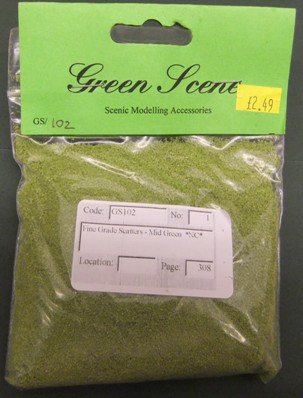 Green Scene
£2.49
Scenic Modelling Accessories
GS/ 102
Code: GS102 No: 1
Fine Grade Scatters - Mid Green *NC*
Location: Page: 308